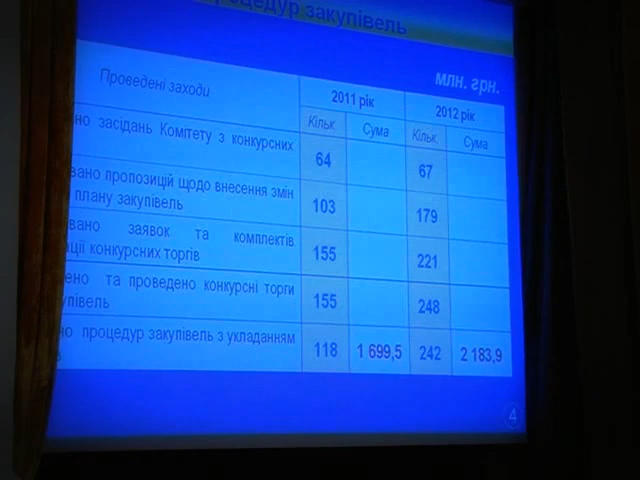 закупівель
млн. грн.
Проведені заходи
2011 рік
2012 рік
Кільк.
Сума
Кільк.
Сума
засідань Комітету з конкурсних
64
67
пропозицій щодо внесення змін
плану закупівель
103
179
заявок та комплектів
конкурсних торгів
155
221
та проведено конкурсні торги
155
248
процедур закупівель з укладанням
118
1 699,5
242
2 183,9
4